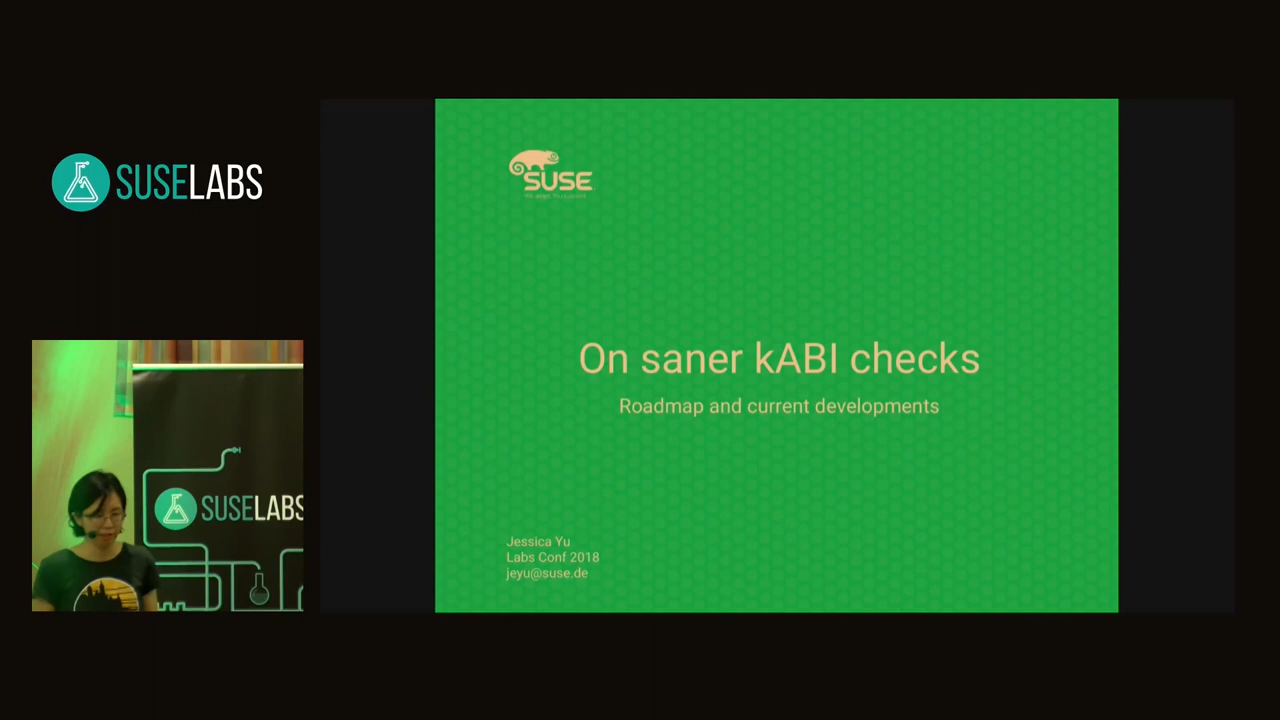 SUSELABS
SUSE
On saner kABI checks
Roadmap and current developments
Jessica Yu
Labs Conf 2018
jeyu@suse.de
SUSELABS